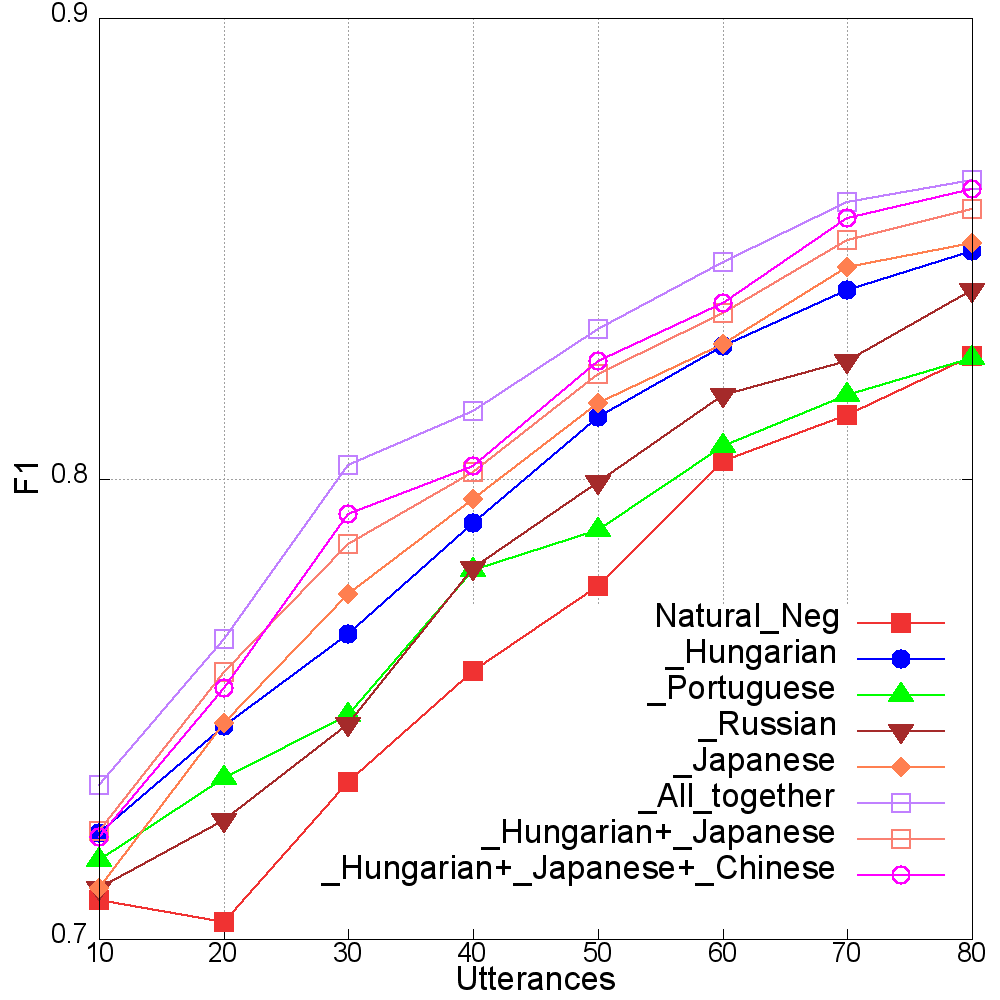 0.9
0.8
0.7
F1
10 20 30 40 50 60 70 80
Utterances
Natural_Neg
_Hungarian
_Portuguese
_Russian
_Japanese
_All_together
_Hungarian+_Japanese
_Hungarian+_Japanese+_Chinese